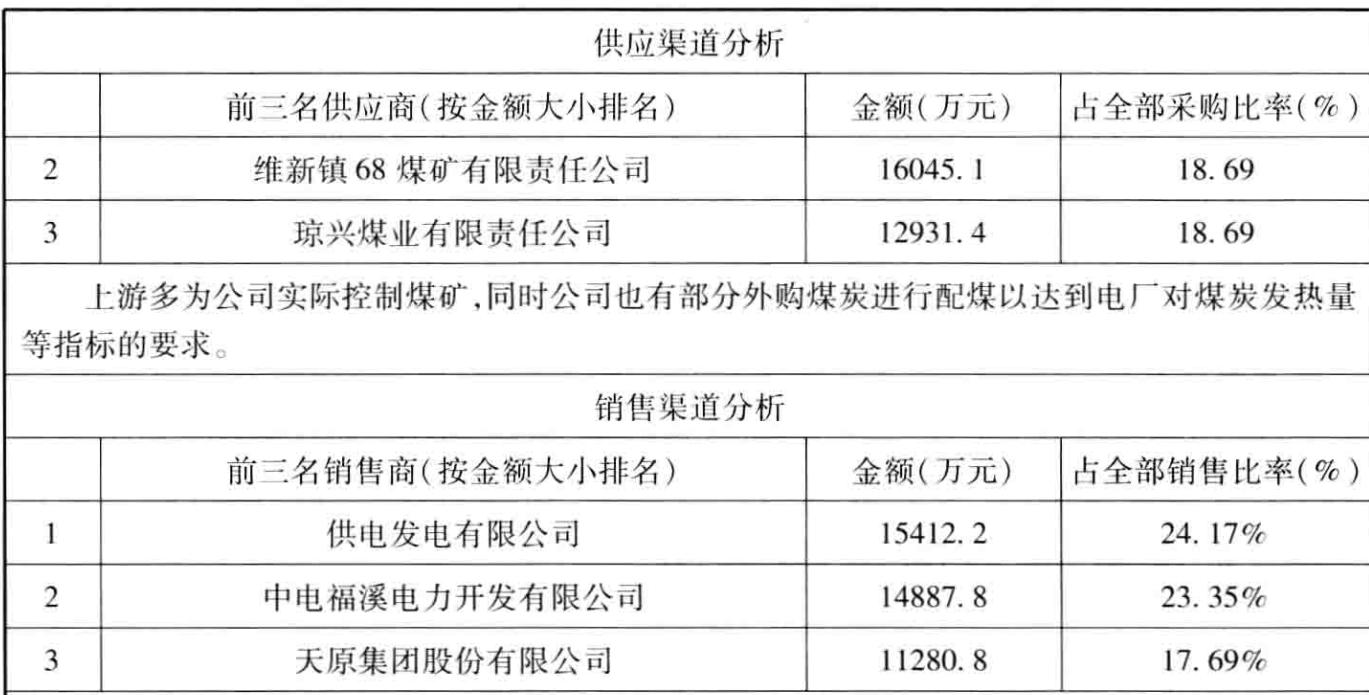 供应渠道分析
前三名供应商(按金额大小排名) 金额(万元) 占全部采购比率(%)
2 维新镇 68 煤矿有限责任公司 16045.1 18.69
3 琼兴煤业有限责任公司 12931.4 18.69
上游多为公司实际控制煤矿,同时公司也有部分外购煤炭进行配煤以达到电厂对煤炭发热量
等指标的要求。
销售渠道分析
前三名销售商(按金额大小排名) 金额(万元) 占全部销售比率(%)
1 供电发电有限公司 15412.2 24.17%
2 中电福溪电力开发有限公司 14887.8 23.35%
3 天原集团股份有限公司 11280.8 17.69%